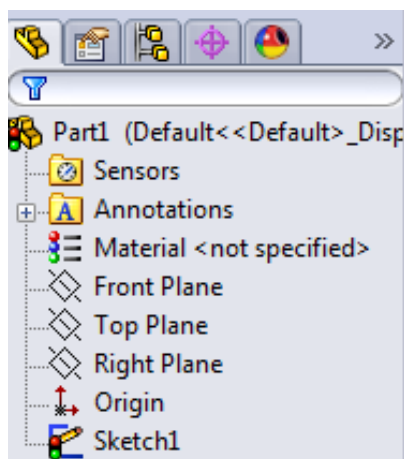 Part1 (Default<<Default>_Disp
Sensors
A Annotations
Material <not specified>
Front Plane
Top Plane
Right Plane
Origin
Sketch1